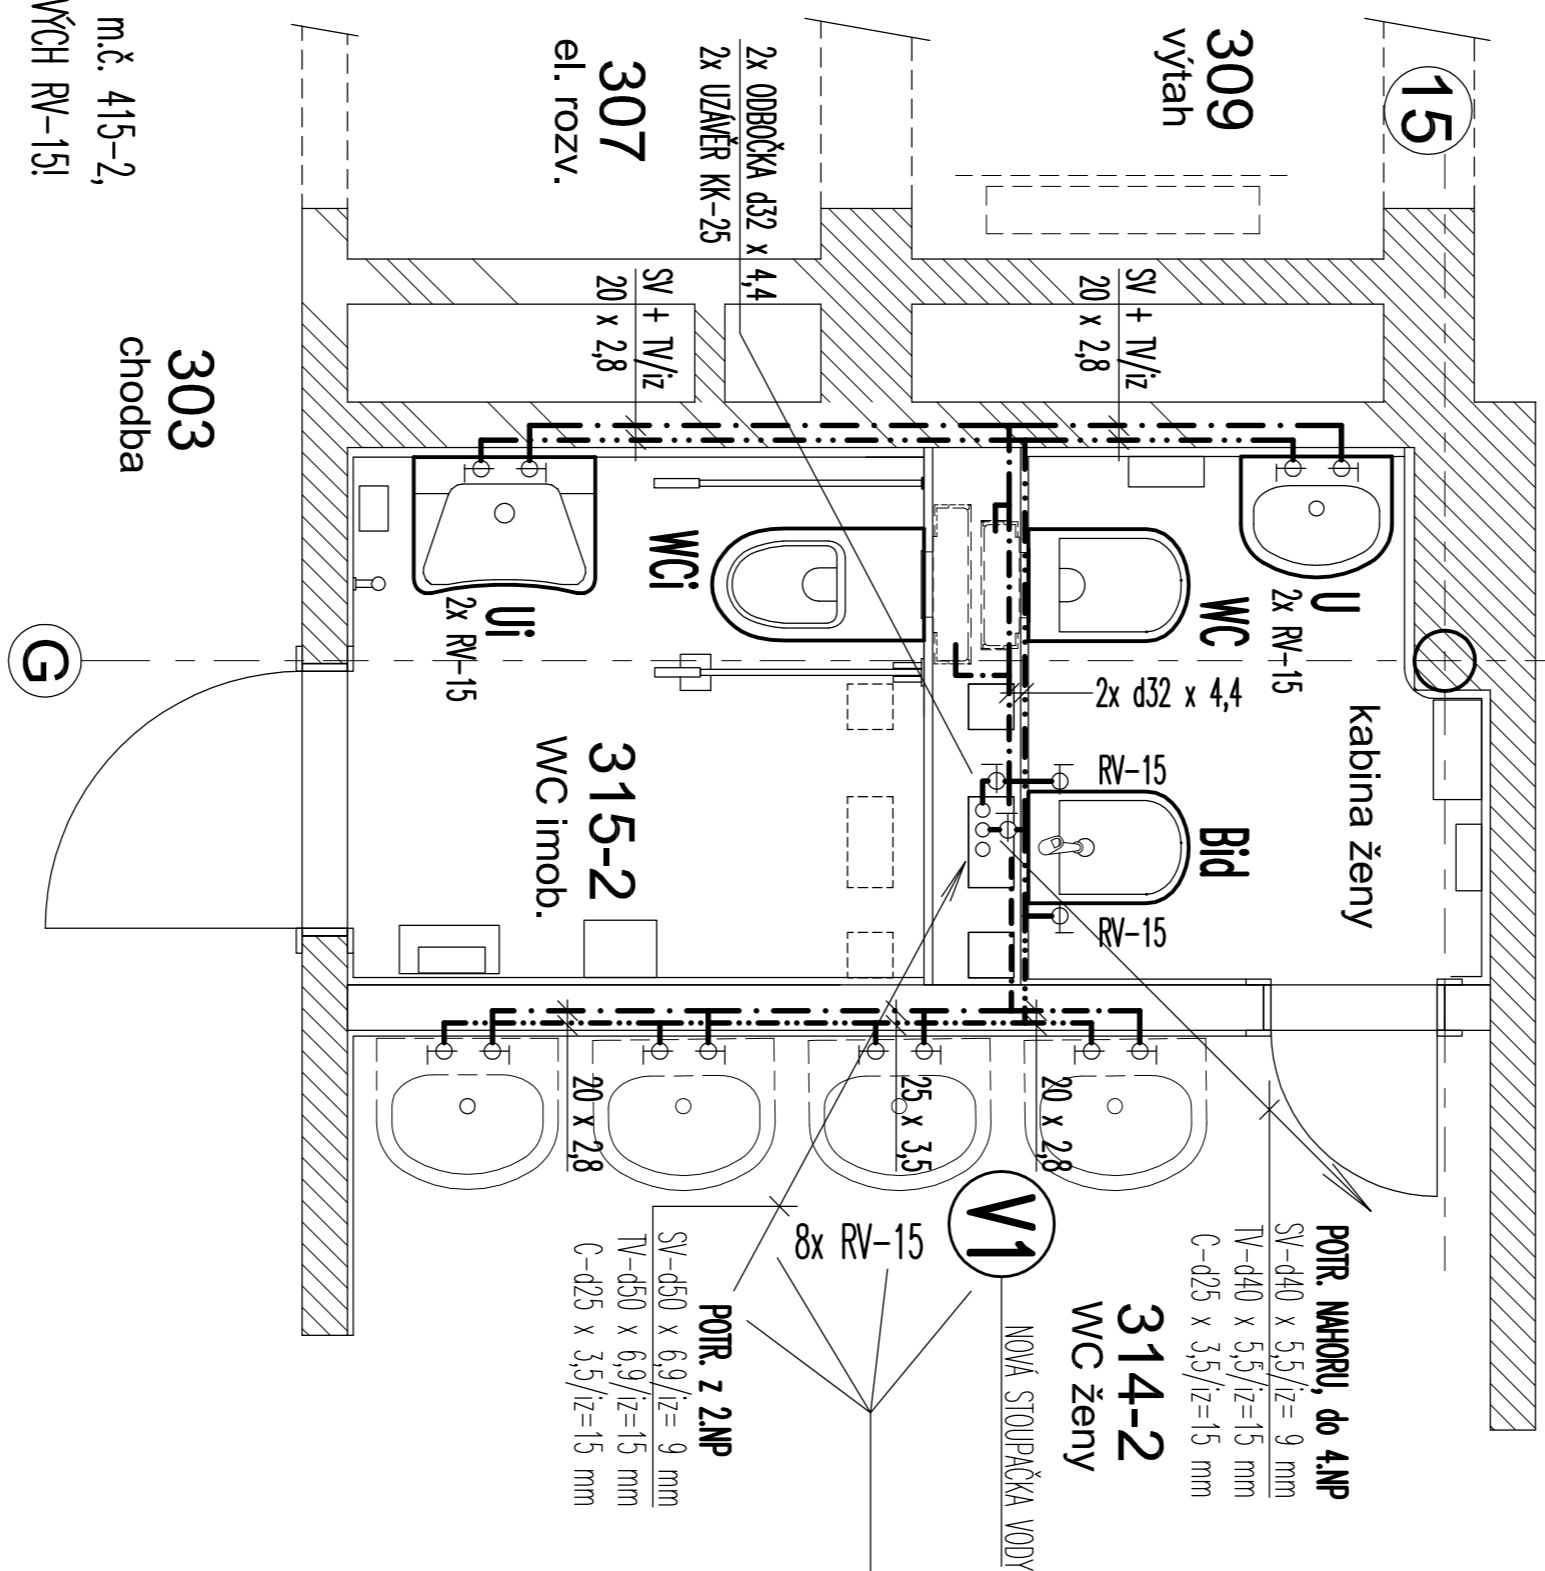 15
309
výtah
2x ODBOČKA d32 x 4,4
2x UZÁVĚR KK-25
307
el. rozv.
m.č. 415-2,
VÝCH RV-15!
303
chodba
SV + TV/iz
20 x 2,8
SV + TV/iz
20 x 2,8
U
2x RV-15
WC
WCi
Ui
2x RV-15
G
2x d32 x 4,4
kabina ženy
RV-15
Bid
RV-15
315-2
WC imob.
20 x 2,8
25 x 3,5
20 x 2,8
V1
8x RV-15
NOVÁ STOUPAČKA VODY
314-2
WC ženy
POTR. NAHORU, do 4.NP
SV-d40 x 5,5/iz= 9 mm
TV-d40 x 5,5/iz=15 mm
C-d25 x 3,5/iz=15 mm
POTR. z 2.NP
SV-d50 x 6,9/iz= 9 mm
TV-d50 x 6,9/iz=15 mm
C-d25 x 3,5/iz=15 mm